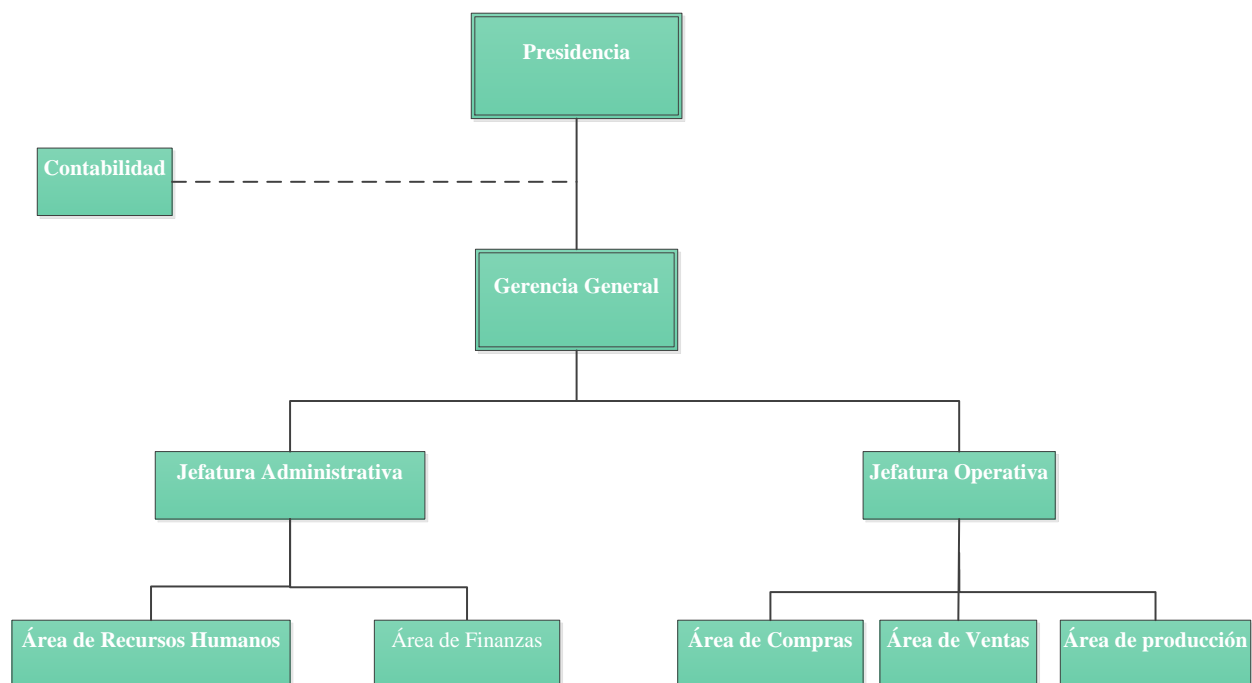 Presidencia
Contabilidad
Gerencia General
Jefatura Administrativa
Jefatura Operativa
Área de Recursos Humanos
Área de Finanzas
Área de Compras
Área de Ventas
Área de producción